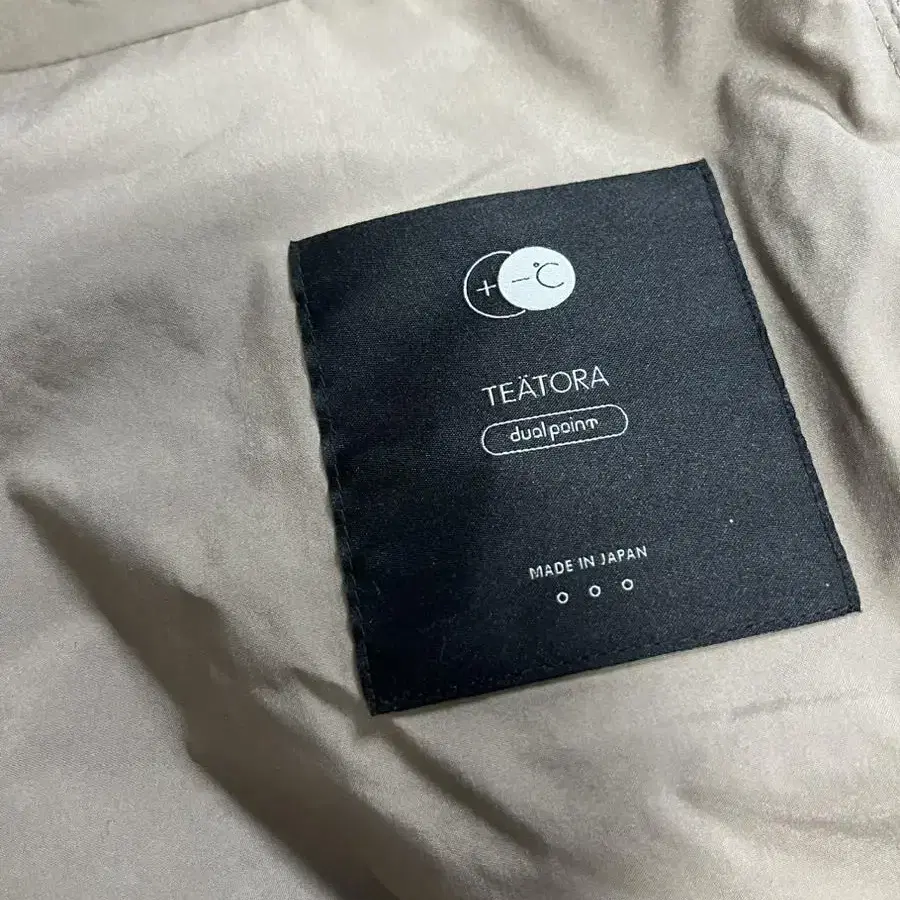 + -°C
TEÄTORA
dual point
MADE IN JAPAN